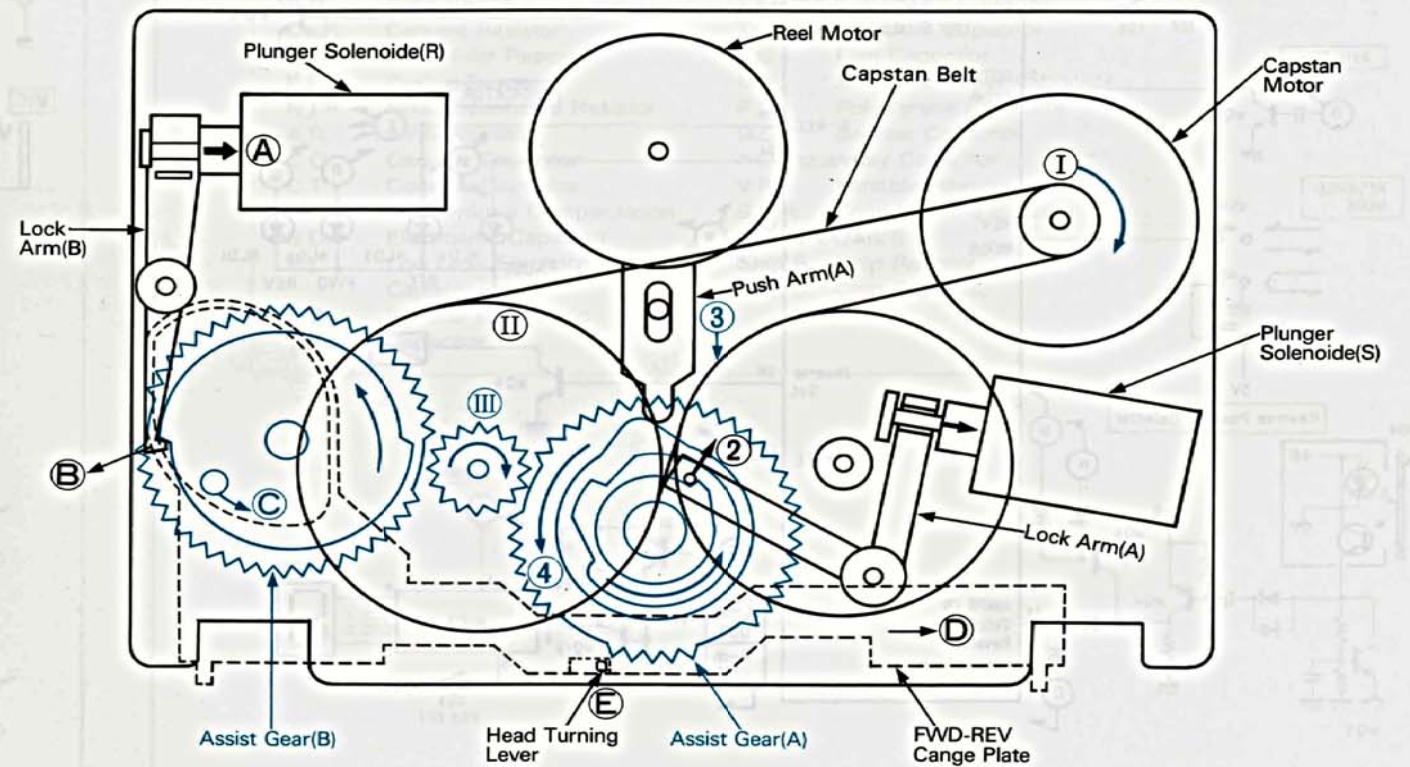 Plunger Solenoide(R)
Reel Motor
Capstan Belt
Capstan
Motor
Ⓐ
Ⓘ
Lock
Arm(B)
Push Arm(A)
③
Ⅱ
Plunger
Solenoide(S)
Ⅲ
②
Ⓑ
Ⓒ
Lock Arm(A)
④
Ⓓ
Ⓔ
Assist Gear(B)
Head Turning
Lever
Assist Gear(A)
FWD-REV
Cange Plate